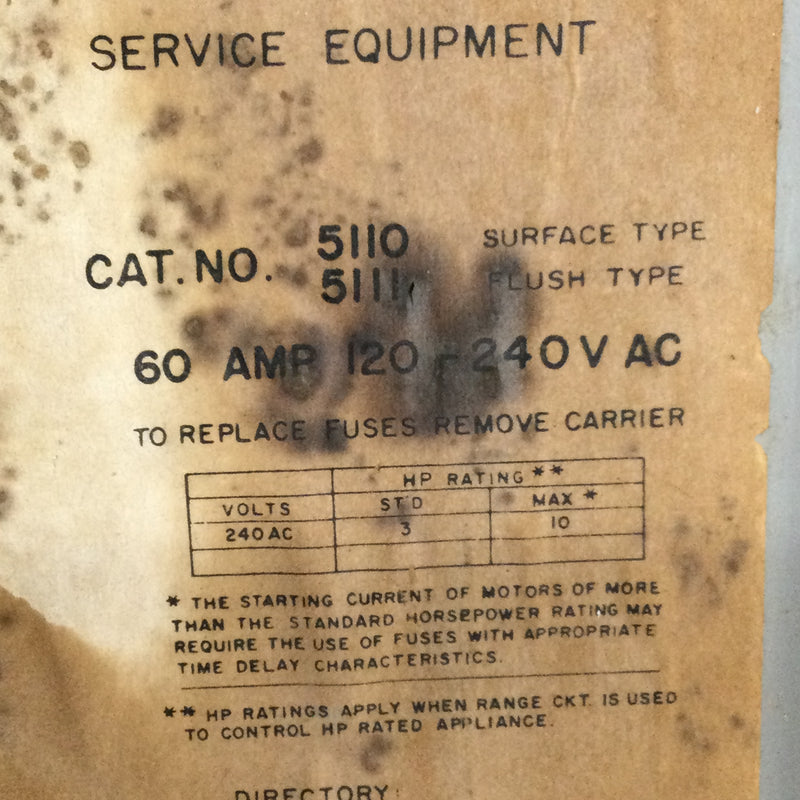 SERVICE EQUIPMENT
CAT. NO. 5110 SURFACE TYPE
5111 FLUSH TYPE
60 AMP 120-240V AC
TO REPLACE FUSES REMOVE CARRIER
HP RATING **
VOLTS STD MAX *
240AC 3 10
* THE STARTING CURRENT OF MOTORS OF MORE
THAN THE STANDARD HORSEPOWER RATING MAY
REQUIRE THE USE OF FUSES WITH APPROPRIATE
TIME DELAY CHARACTERISTICS.
** HP RATINGS APPLY WHEN RANGE CKT. IS USED
TO CONTROL HP RATED APPLIANCE.
DIRECTORY: